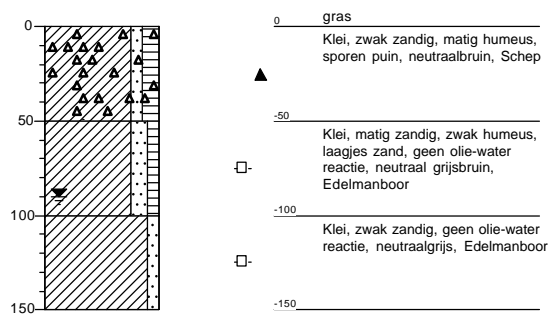 0
50
100
150
0
gras
Klei, zwak zandig, matig humeus,
sporen puin, neutraalbruin, Schep
-50
Klei, matig zandig, zwak humeus,
laagjes zand, geen olie-water
reactie, neutraal grijsbruin,
Edelmanboor
-100
Klei, zwak zandig, geen olie-water
reactie, neutraalgrijs, Edelmanboor
-150